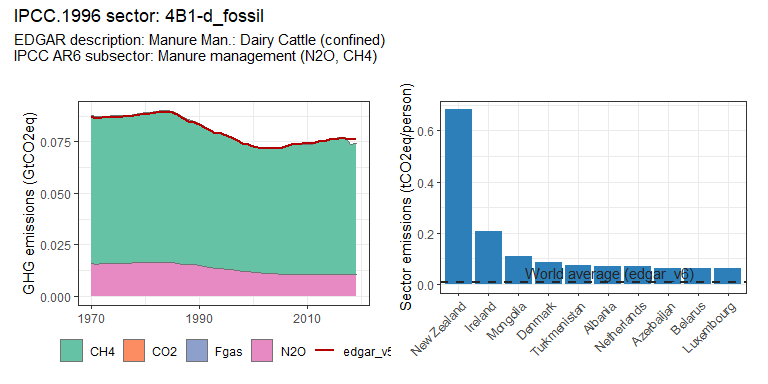 IPCC.1996 sector: 4B1-d_fossil
EDGAR description: Manure Man.: Dairy Cattle (confined)
IPCC AR6 subsector: Manure management (N2O, CH4)
GHG emissions (GtCO2eq)
0.075
0.050
0.025
0.000
1970
1990
2010
CH4
CO2
Fgas
N2O
edgar_v5
Sector emissions (tCO2eq/person)
0.6
0.4
0.2
0.0
World average (edgar_v6)
New Zealand
Ireland
Mongolia
Denmark
Turkmenistan
Albania
Netherlands
Azerbaijan
Belarus
Luxembourg